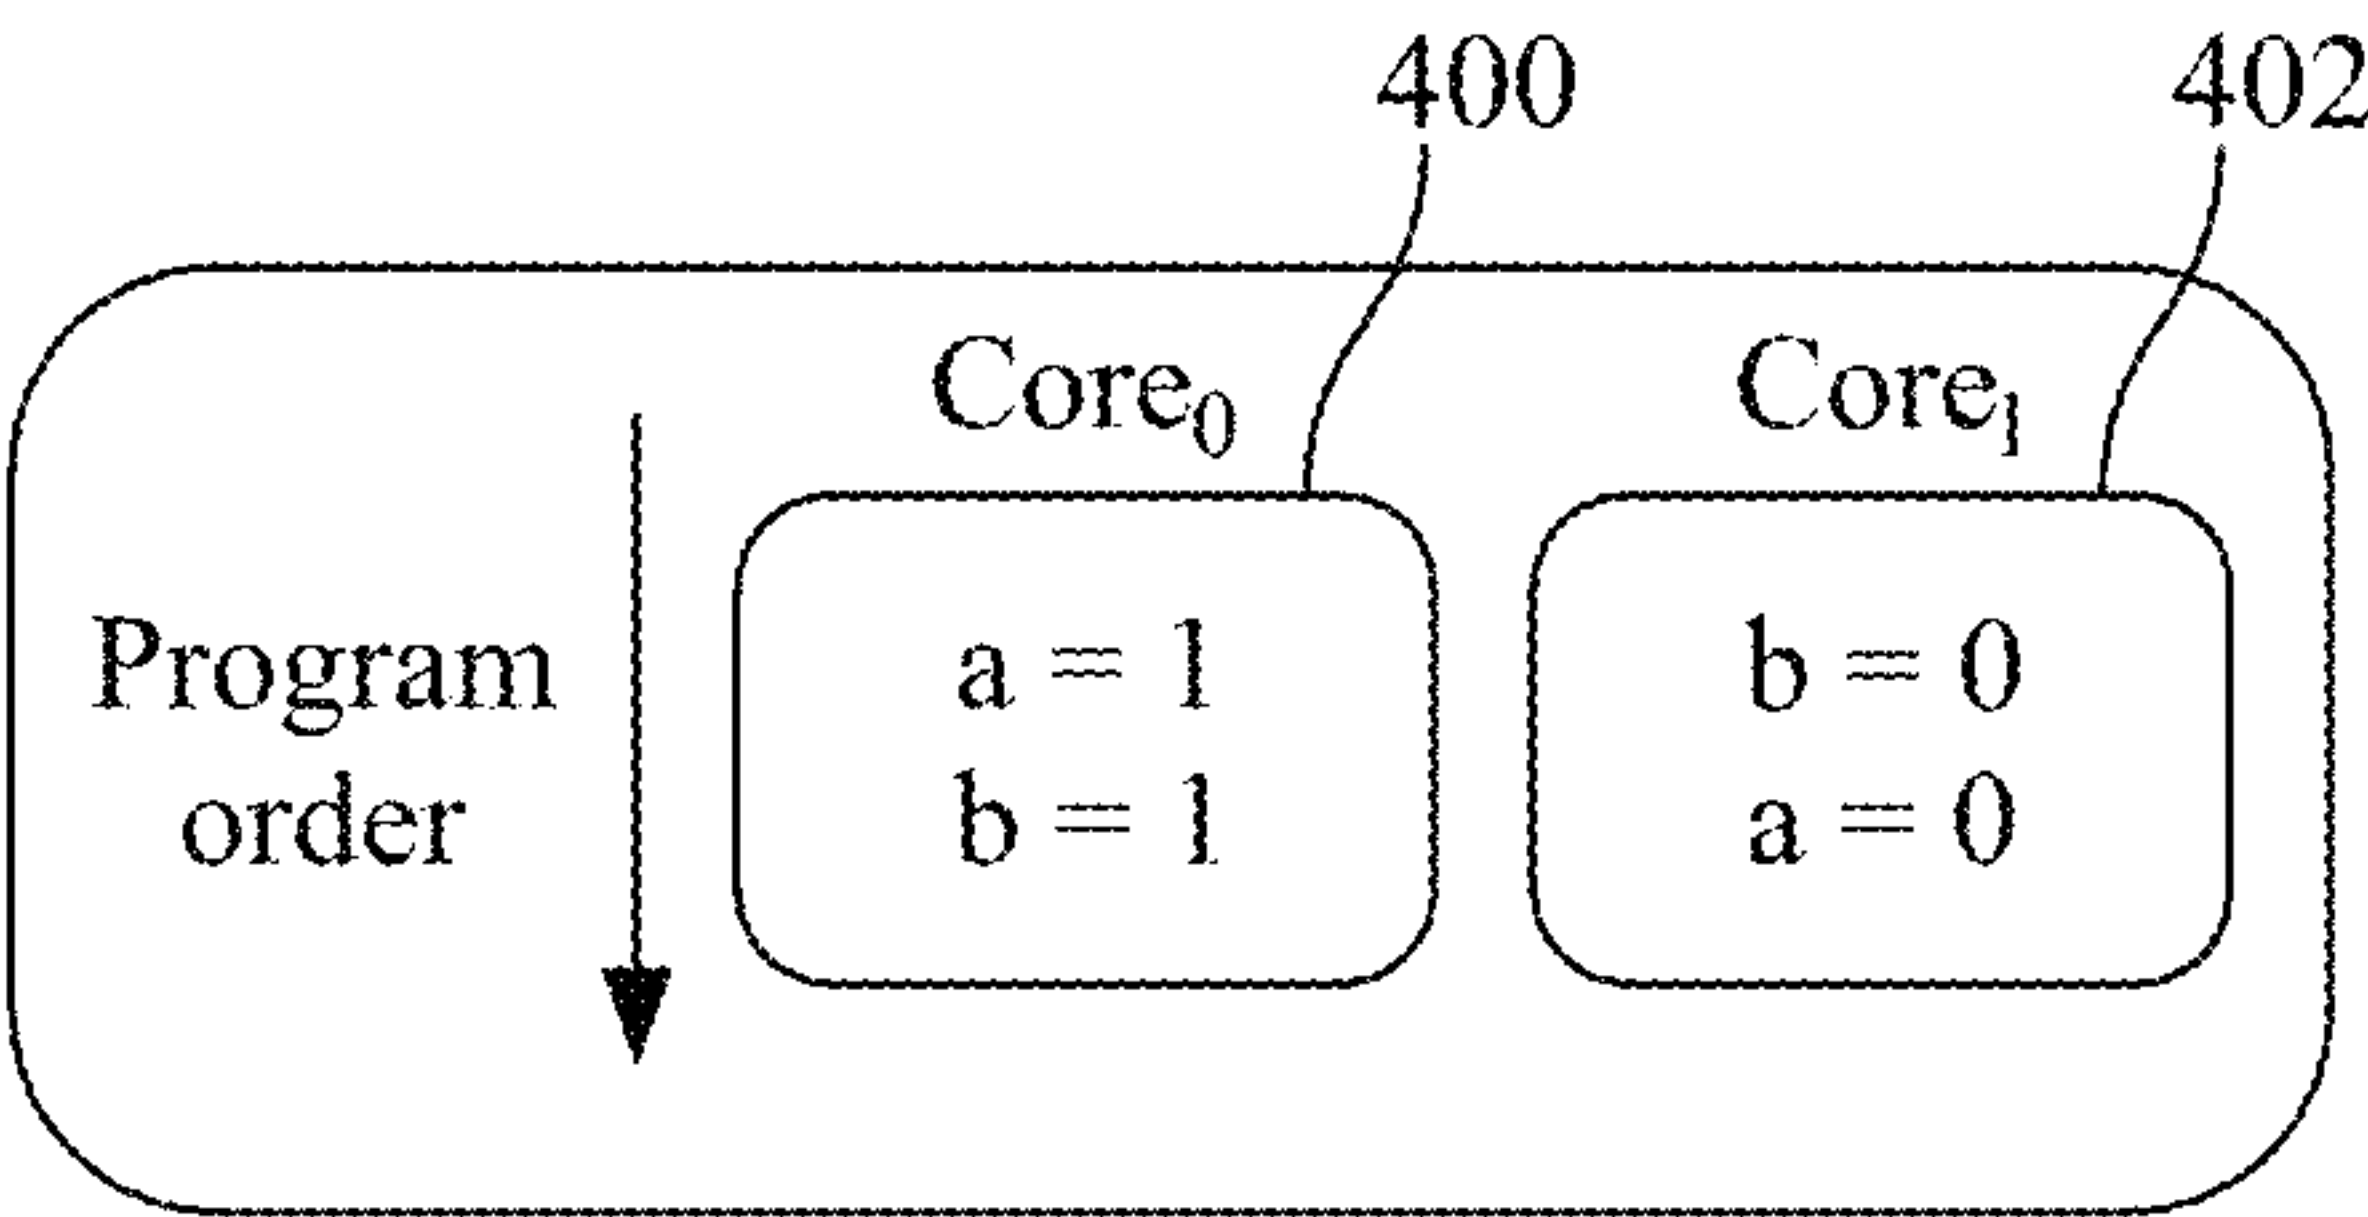 400 402
Core₀ Core₁
Program order
a = 1
b = 1
b = 0
a = 0